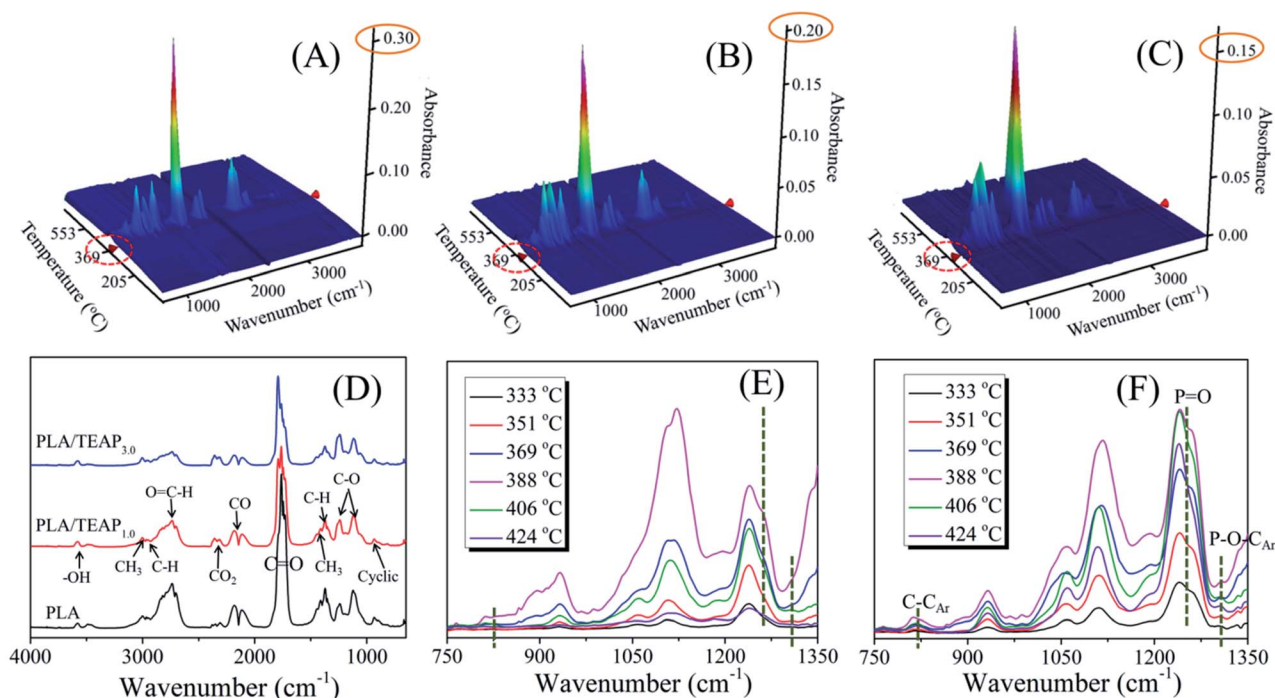 (A)
0.30
0.20
0.10
0.00
Absorbance
553
369
205
Temperature (°C)
1000
2000
3000
Wavenumber (cm⁻¹)
(B)
0.20
0.15
0.10
0.05
0.00
Absorbance
553
369
205
Temperature (°C)
1000
2000
3000
Wavenumber (cm⁻¹)
(C)
0.15
0.10
0.05
0.00
Absorbance
553
369
205
Temperature (°C)
1000
2000
3000
Wavenumber (cm⁻¹)
(D)
PLA/TEAP3.0
O=C-H
CO
C-H
C-O
PLA/TEAP1.0
-OH
CH3
C-H
CO2
C=O
CH3
Cyclic
PLA
4000
3000
2000
1000
Wavenumber (cm⁻¹)
(E)
333 °C
351 °C
369 °C
388 °C
406 °C
424 °C
750
900
1050
1200
1350
Wavenumber (cm⁻¹)
(F)
333 °C
351 °C
369 °C
388 °C
406 °C
424 °C
P=O
P-O-CAr
C-CAr
750
900
1050
1200
1350
Wavenumber (cm⁻¹)